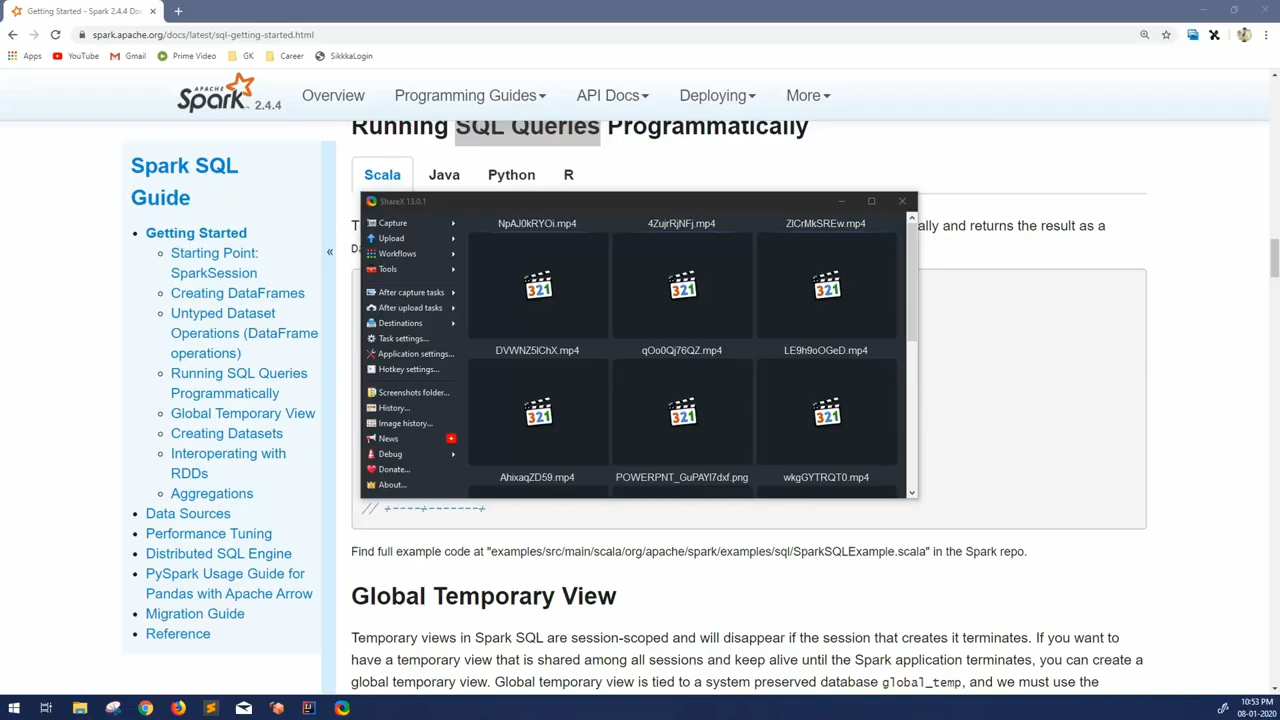 Getting Started - Spark 2.4.4 Doc
spark.apache.org/docs/latest/sql-getting-started.html
Apps YouTube Gmail Prime Video GK Career SikkkaLogin
APACHE Spark 2.4.4 Overview Programming Guides API Docs Deploying More
Running SQL Queries Programmatically
Spark SQL
Guide
Getting Started
Starting Point:
SparkSession
Creating DataFrames
Untyped Dataset
Operations (DataFrame
operations)
Running SQL Queries
Programmatically
Global Temporary View
Creating Datasets
Interoperating with
RDDs
Aggregations
Data Sources
Performance Tuning
Distributed SQL Engine
PySpark Usage Guide for
Pandas with Apache Arrow
Migration Guide
Reference
«
Scala Java Python R
ally and returns the result as a
ShareX 13.0.1
Capture
Upload
Workflows
Tools
After capture tasks
After upload tasks
Destinations
Task settings...
Application settings...
Hotkey settings...
Screenshots folder...
History...
Image history...
News
Debug
Donate...
About...
NpAJ0kRYOi.mp4 4ZujrRjNFj.mp4 ZlCrMkSREw.mp4
321 321 321
DVWNZ5lChX.mp4 qOo0Qj76QZ.mp4 LE9h9oOGeD.mp4
321 321 321
AhixaqZD59.mp4 POWERPNT_GuPAYl7dxf.png wkgGYTRQT0.mp4
// +----+-------+
Find full example code at "examples/src/main/scala/org/apache/spark/examples/sql/SparkSQLExample.scala" in the Spark repo.
Global Temporary View
Temporary views in Spark SQL are session-scoped and will disappear if the session that creates it terminates. If you want to
have a temporary view that is shared among all sessions and keep alive until the Spark application terminates, you can create a
global temporary view. Global temporary view is tied to a system preserved database global_temp, and we must use the
10:53 PM
08-01-2020